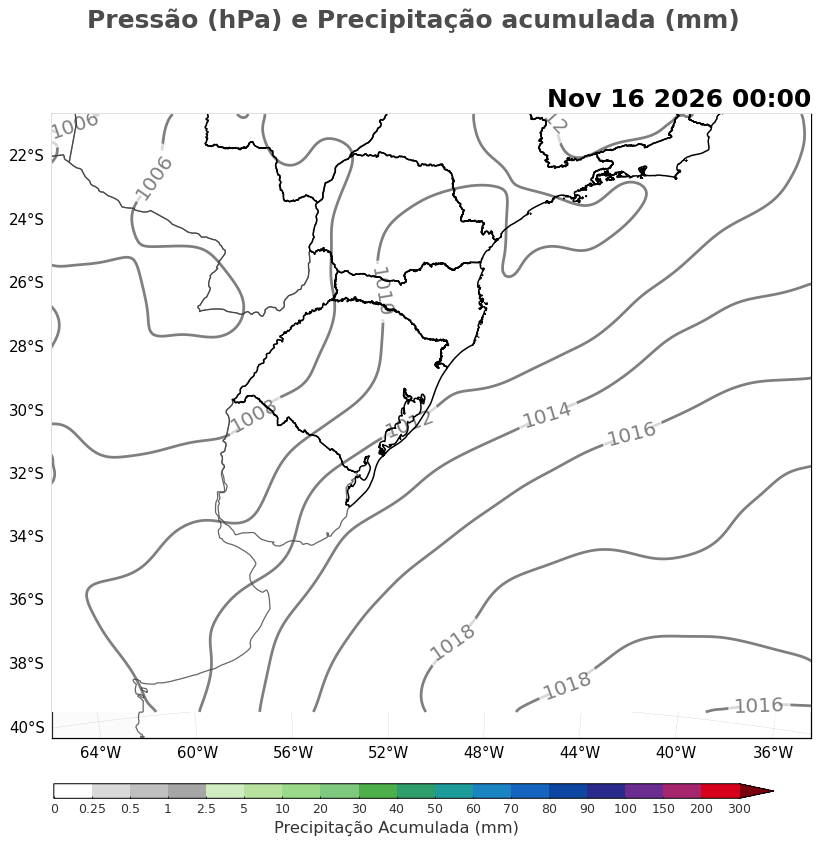 Pressão (hPa) e Precipitação acumulada (mm)
Nov 16 2026 00:00
1006
12
1006
22°S
24°S
26°S
1010
28°S
30°S
1008
1012
1014
1016
32°S
34°S
36°S
1018
38°S
1018
1016
40°S
64°W 60°W 56°W 52°W 48°W 44°W 40°W 36°W
0 0.25 0.5 1 2.5 5 10 20 30 40 50 60 70 80 90 100 150 200 300
Precipitação Acumulada (mm)